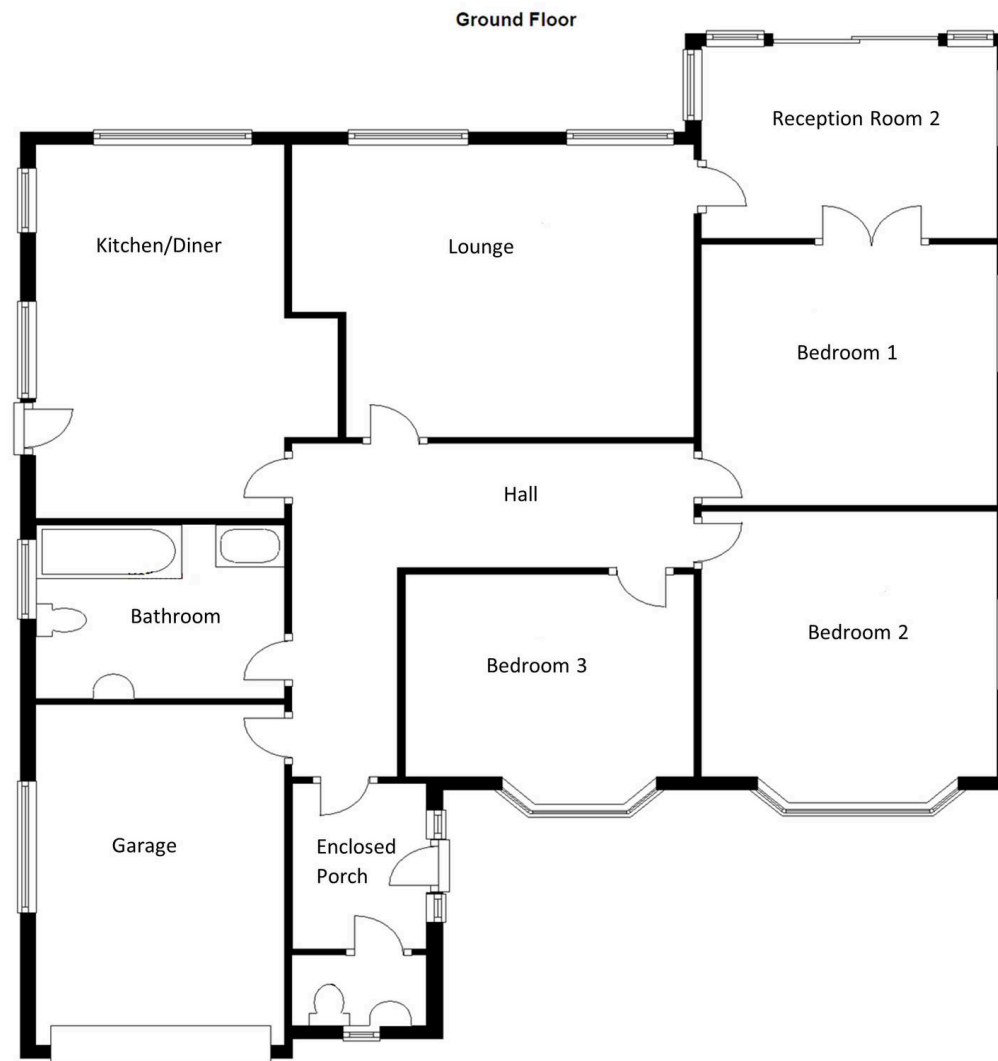 Ground Floor
Reception Room 2
Kitchen/Diner
Lounge
Bedroom 1
Hall
Bathroom
Bedroom 3
Bedroom 2
Garage
Enclosed
Porch